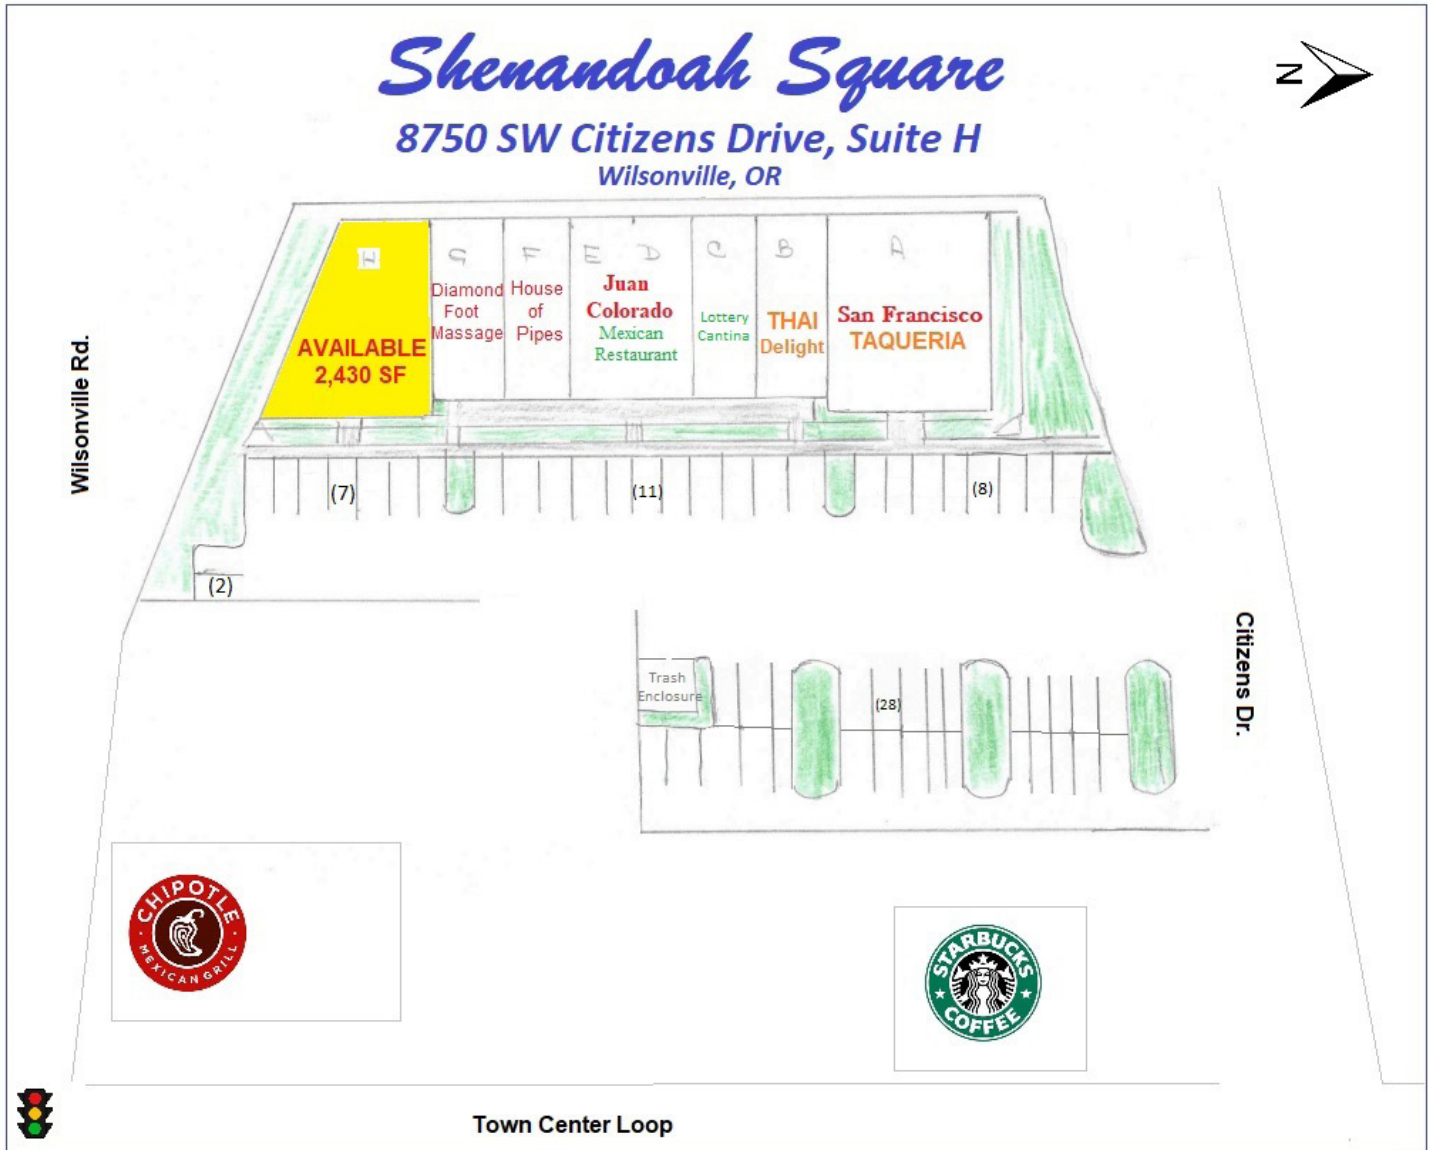 Shenandoah Square
8750 SW Citizens Drive, Suite H
Wilsonville, OR
N
H
G
F
E
D
C
B
A
AVAILABLE
2,430 SF
Diamond
Foot
Massage
House
of
Pipes
Juan
Colorado
Mexican
Restaurant
Lottery
Cantina
THAI
Delight
San Francisco
TAQUERIA
Wilsonville Rd.
(7)
(11)
(8)
(2)
Trash
Enclosure
(28)
Citizens Dr.
CHIPOTLE
MEXICAN GRILL
STARBUCKS
COFFEE
Town Center Loop